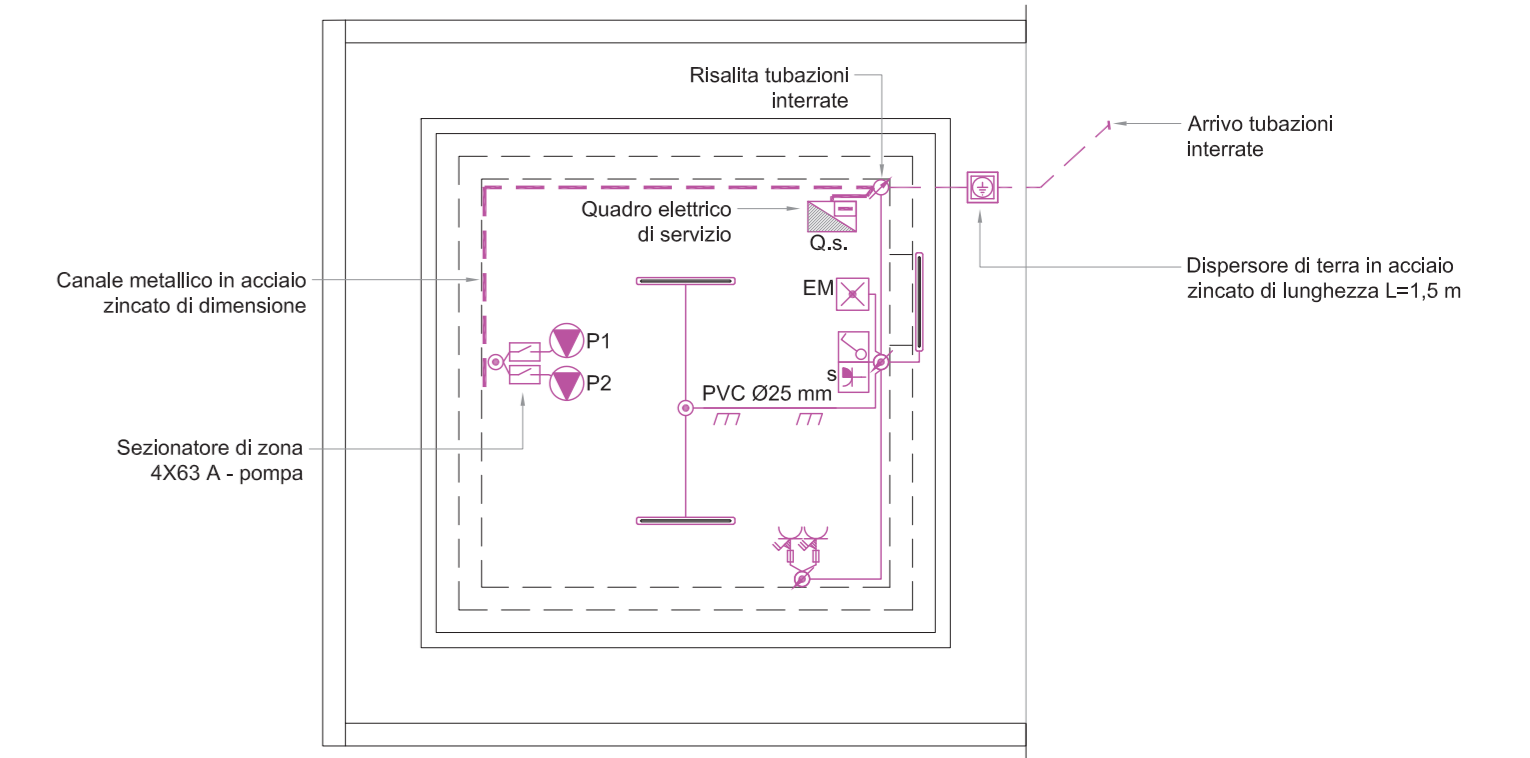 Risalita tubazioni
interrate
Arrivo tubazioni
interrate
Quadro elettrico
di servizio
Q.s.
Canale metallico in acciaio
zincato di dimensione
Dispersore di terra in acciaio
zincato di lunghezza L=1,5 m
EM
P1
P2
s
PVC Ø25 mm
Sezionatore di zona
4X63 A - pompa